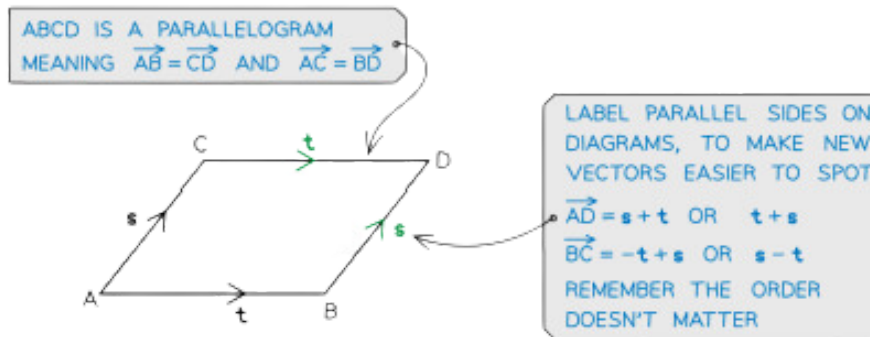 ABCD IS A PARALLELOGRAM
MEANING AB = CD AND AC = BD
C
t
D
s
s
A
t
B
LABEL PARALLEL SIDES ON
DIAGRAMS, TO MAKE NEW
VECTORS EASIER TO SPOT
AD = s + t OR t + s
BC = -t + s OR s - t
REMEMBER THE ORDER
DOESN'T MATTER